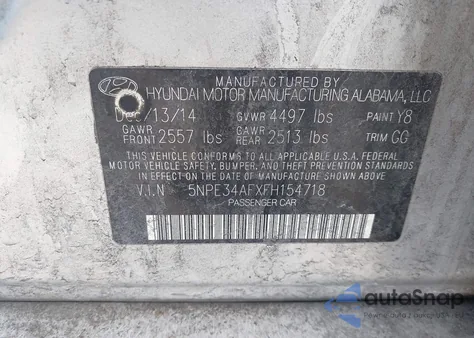 MANUFACTURED BY
HYUNDAI MOTOR MANUFACTURING ALABAMA, LLC
Dec/13/14 GVWR 4497 lbs PAINT Y8
GAWR FRONT 2557 lbs GAWR REAR 2513 lbs TRIM GG
THIS VEHICLE CONFORMS TO ALL APPLICABLE U.S.A FEDERAL
MOTOR VEHICLE SAFETY, BUMPER, AND THEFT PREVENTION
STANDARDS IN EFFECT ON THE DATE OF MANUFACTURE SHOWN ABOVE
V.I.N 5NPE34AFXFH154718
PASSENGER CAR
autoSnap